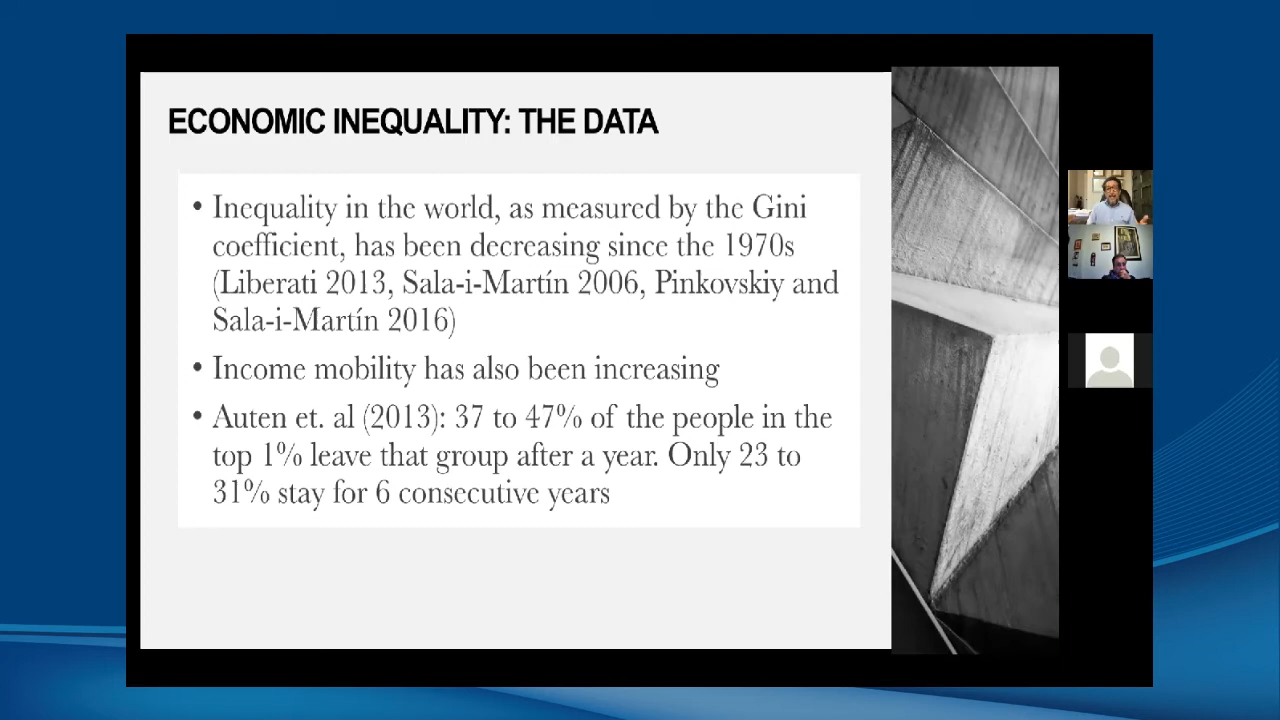 ECONOMIC INEQUALITY: THE DATA
• Inequality in the world, as measured by the Gini
coefficient, has been decreasing since the 1970s
(Liberati 2013, Sala-i-Martín 2006, Pinkovskiy and
Sala-i-Martín 2016)
• Income mobility has also been increasing
• Auten et. al (2013): 37 to 47% of the people in the
top 1% leave that group after a year. Only 23 to
31% stay for 6 consecutive years